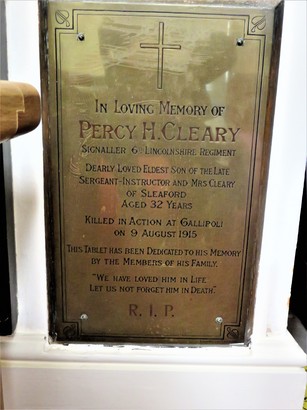 IN LOVING MEMORY OF
PERCY H. CLEARY
SIGNALLER 6TH LINCOLNSHIRE REGIMENT
DEARLY LOVED ELDEST SON OF THE LATE
SERGEANT-INSTRUCTOR AND MRS CLEARY
OF SLEAFORD
AGED 32 YEARS
KILLED IN ACTION AT GALLIPOLI
ON 9 AUGUST 1915
THIS TABLET HAS BEEN DEDICATED TO HIS MEMORY
BY THE MEMBERS OF HIS FAMILY.
"WE HAVE LOVED HIM IN LIFE
LET US NOT FORGET HIM IN DEATH."
R. I. P.